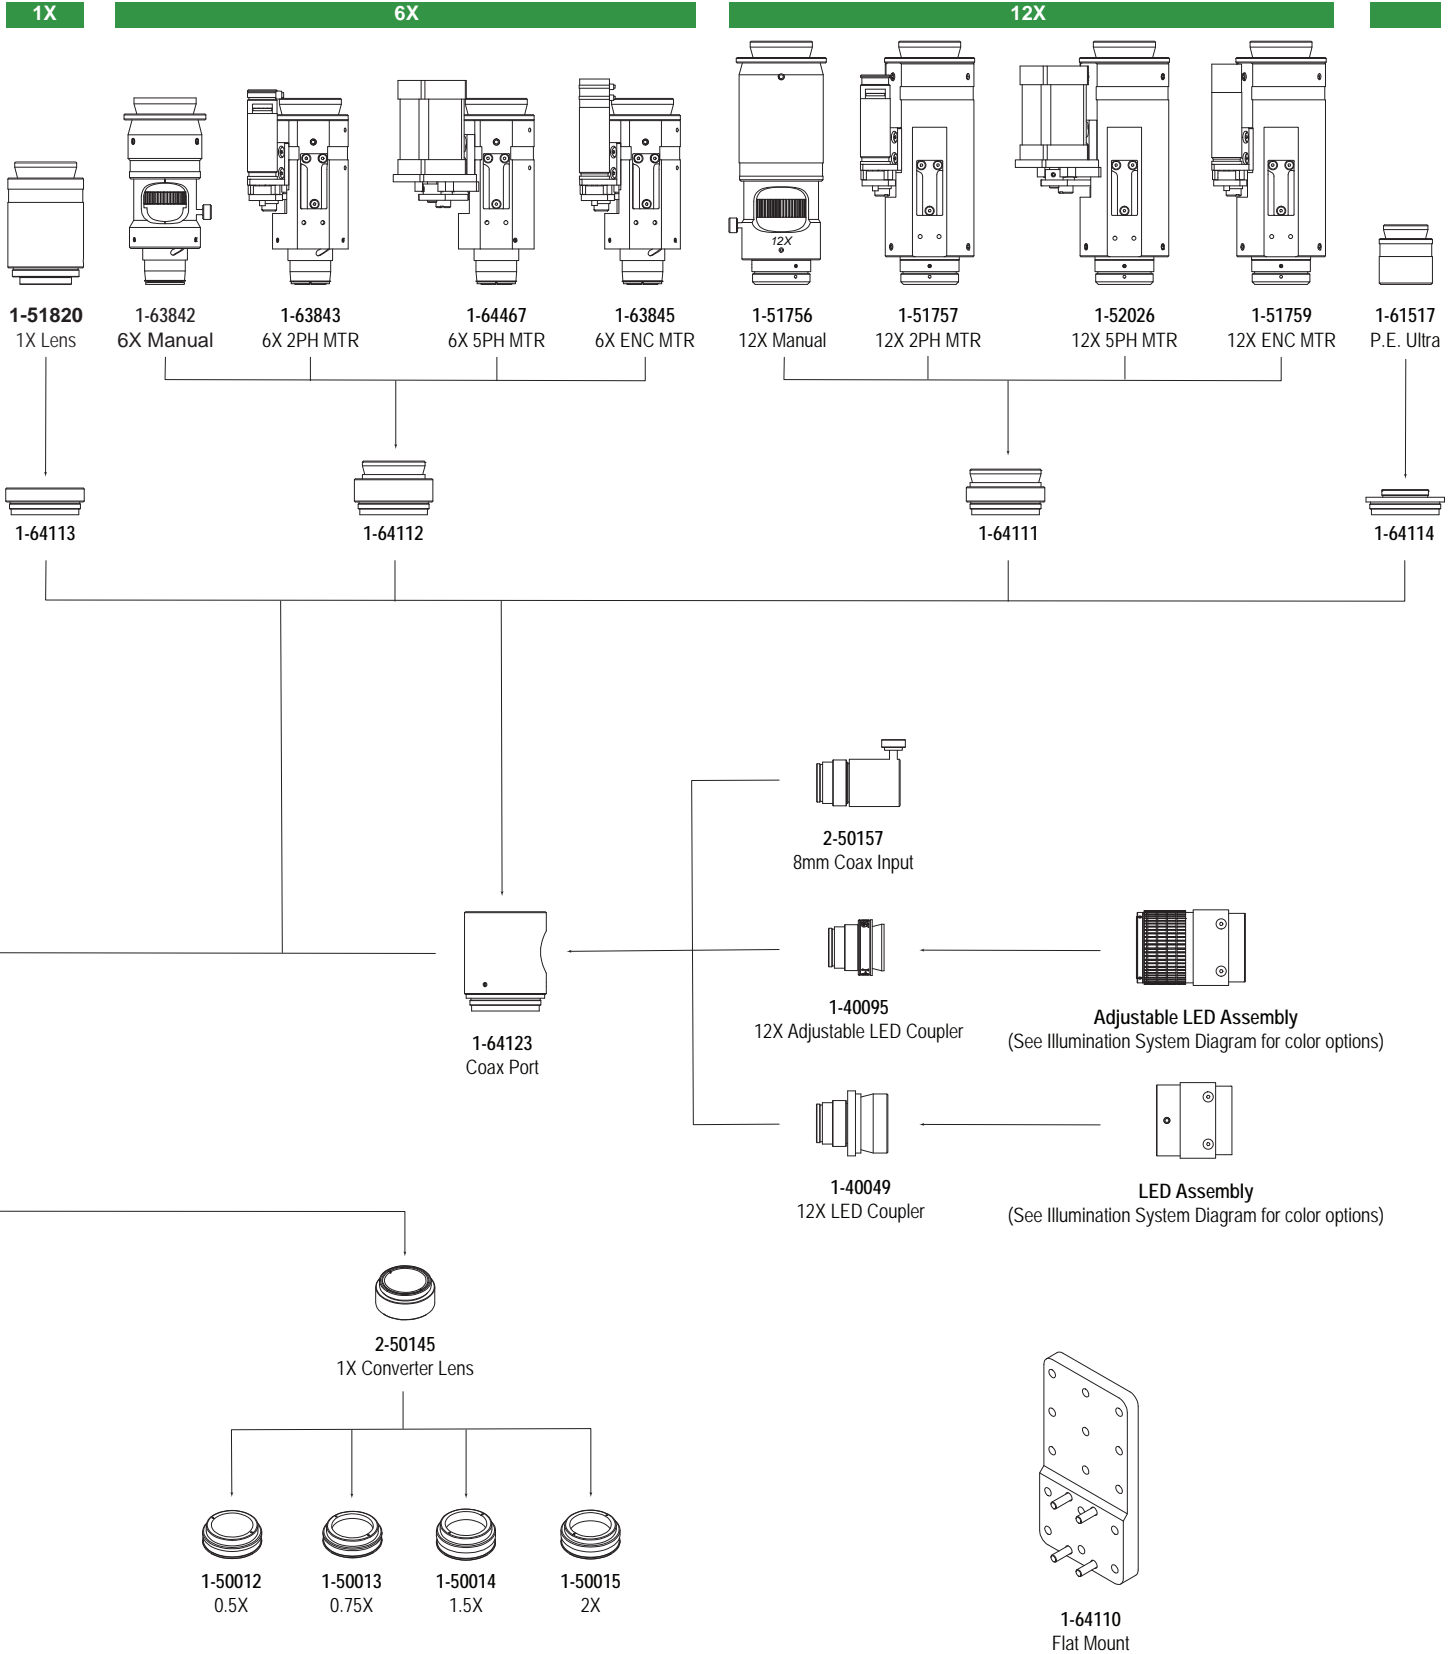 1X
6X
12X
12X
1-51820
1X Lens
1-63842
6X Manual
1-63843
6X 2PH MTR
1-64467
6X 5PH MTR
1-63845
6X ENC MTR
1-51756
12X Manual
1-51757
12X 2PH MTR
1-52026
12X 5PH MTR
1-51759
12X ENC MTR
1-61517
P.E. Ultra
1-64113
1-64112
1-64111
1-64114
2-50157
8mm Coax Input
1-40095
12X Adjustable LED Coupler
Adjustable LED Assembly
(See Illumination System Diagram for color options)
1-64123
Coax Port
1-40049
12X LED Coupler
LED Assembly
(See Illumination System Diagram for color options)
2-50145
1X Converter Lens
1-50012
0.5X
1-50013
0.75X
1-50014
1.5X
1-50015
2X
1-64110
Flat Mount